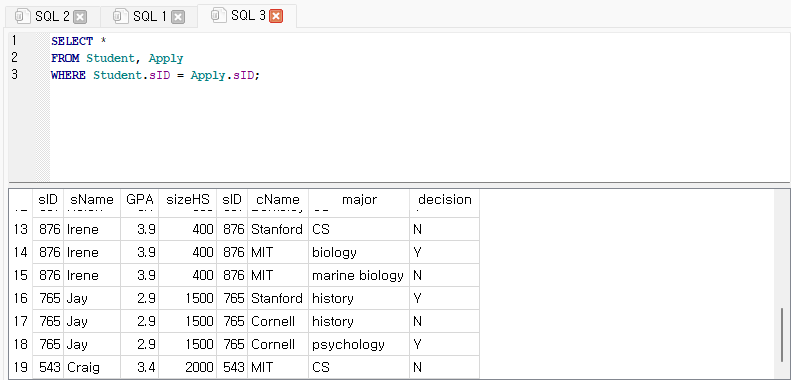 SQL 2 SQL 1 SQL 3
1 SELECT *
2 FROM Student, Apply
3 WHERE Student.sID = Apply.sID;
sID sName GPA sizeHS sID cName major decision
13 876 Irene 3.9 400 876 Stanford CS N
14 876 Irene 3.9 400 876 MIT biology Y
15 876 Irene 3.9 400 876 MIT marine biology N
16 765 Jay 2.9 1500 765 Stanford history Y
17 765 Jay 2.9 1500 765 Cornell history N
18 765 Jay 2.9 1500 765 Cornell psychology Y
19 543 Craig 3.4 2000 543 MIT CS N